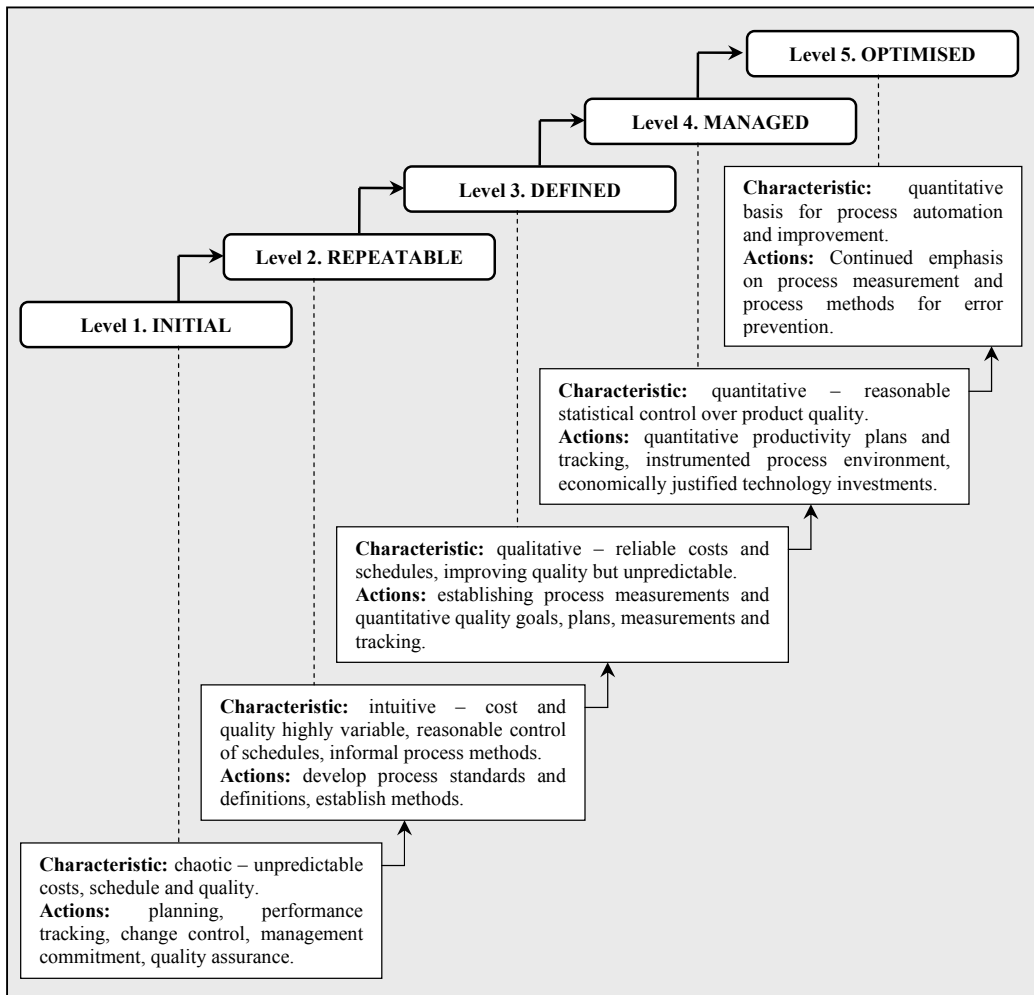 Level 5. OPTIMISED
Level 4. MANAGED
Level 3. DEFINED
Level 2. REPEATABLE
Level 1. INITIAL
Characteristic: quantitative
basis for process automation
and improvement.
Actions: Continued emphasis
on process measurement and
process methods for error
prevention.
Characteristic: quantitative – reasonable
statistical control over product quality.
Actions: quantitative productivity plans and
tracking, instrumented process environment,
economically justified technology investments.
Characteristic: qualitative – reliable costs and
schedules, improving quality but unpredictable.
Actions: establishing process measurements and
quantitative quality goals, plans, measurements and
tracking.
Characteristic: intuitive – cost and
quality highly variable, reasonable control
of schedules, informal process methods.
Actions: develop process standards and
definitions, establish methods.
Characteristic: chaotic – unpredictable
costs, schedule and quality.
Actions: planning, performance
tracking, change control, management
commitment, quality assurance.